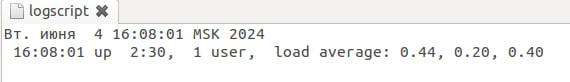 logscript
Вт. июня  4 16:08:01 MSK 2024
 16:08:01 up  2:30,  1 user,  load average: 0.44, 0.20, 0.40